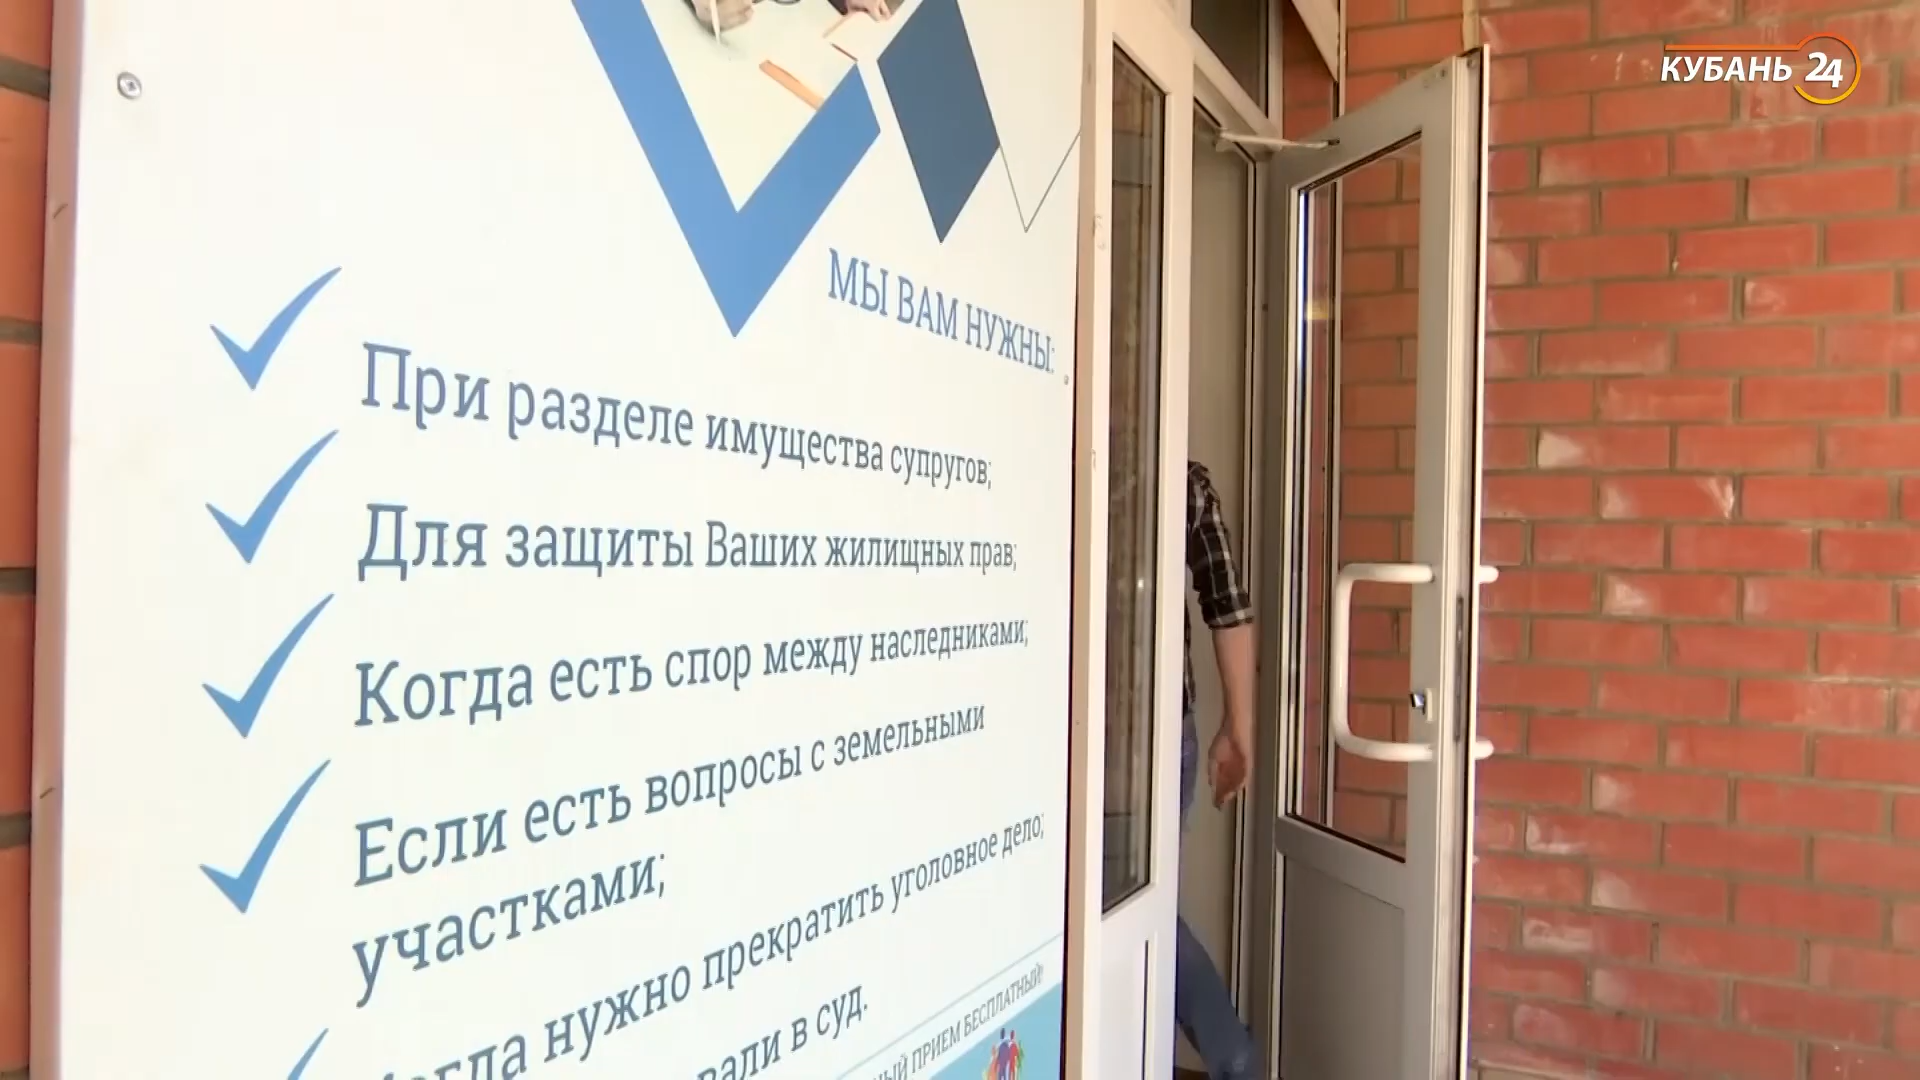 КУБАНЬ 24
МЫ ВАМ НУЖНЫ:
При разделе имущества супругов;
Для защиты Ваших жилищных прав;
Когда есть спор между наследниками;
Если есть вопросы с земельными
участками;
нужно прекратить уголовное дело;
в суд.
ПРИЕМ БЕСПЛАТНЫЙ!